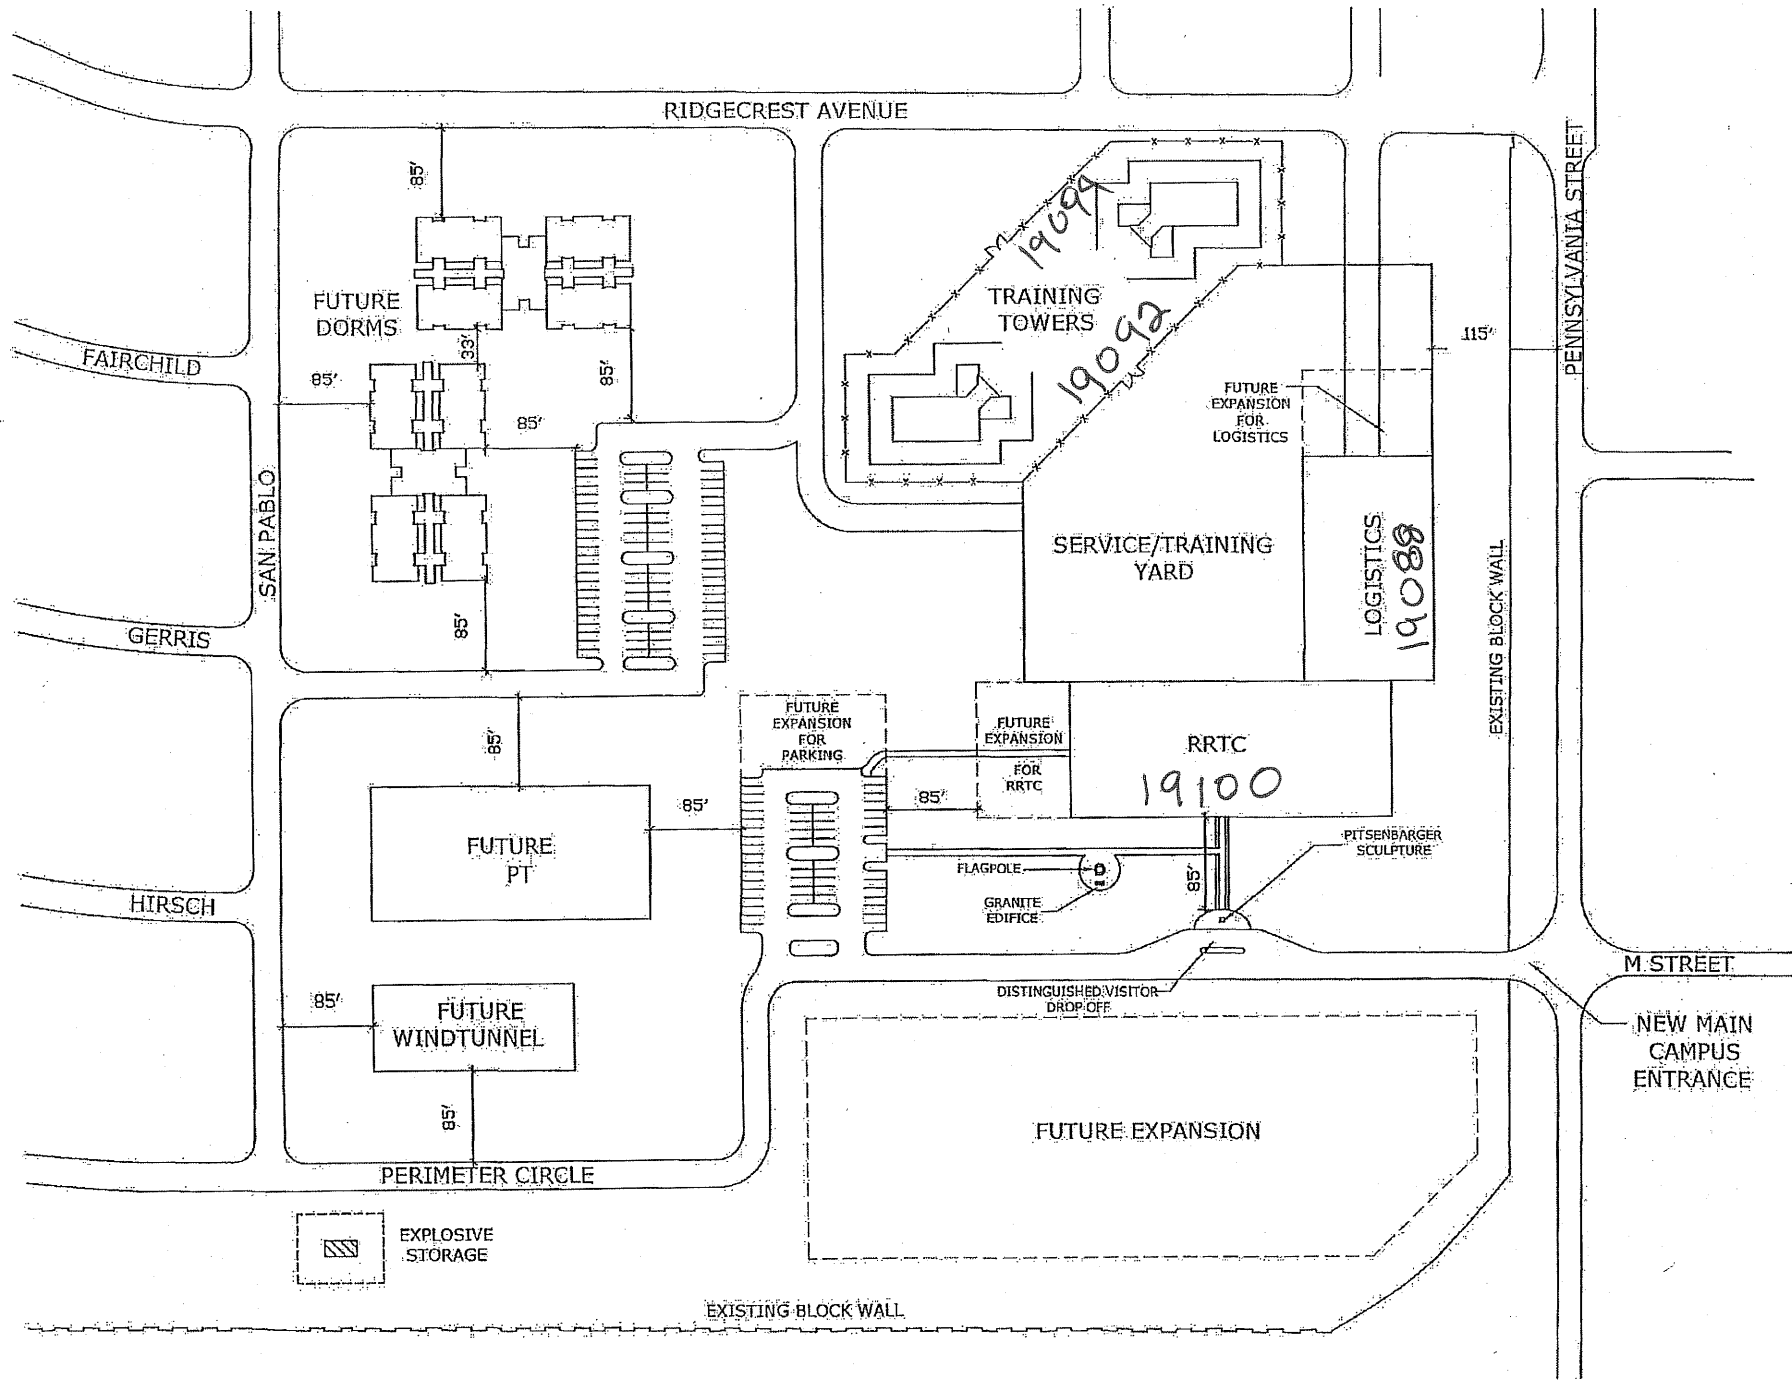 RIDGECREST AVENUE
PENNSYLVANIA STREET
85'
19094
TRAINING
TOWERS
19092
FUTURE
DORMS
33'
85'
85'
85'
115'
FAIRCHILD
FUTURE
EXPANSION
FOR
LOGISTICS
SAN PABLO
SERVICE/TRAINING
YARD
LOGISTICS
19088
EXISTING BLOCK WALL
GERRIS
85'
FUTURE
EXPANSION
FOR
PARKING
FUTURE
EXPANSION
FOR
RRTC
RRTC
19100
85'
85'
85'
FUTURE
PT
PITSENBARGER
SCULPTURE
FLAGPOLE
85'
GRANITE
EDIFICE
HIRSCH
M STREET
DISTINGUISHED VISITOR
DROP OFF
85'
FUTURE
WINDTUNNEL
NEW MAIN
CAMPUS
ENTRANCE
85'
FUTURE EXPANSION
PERIMETER CIRCLE
EXPLOSIVE
STORAGE
EXISTING BLOCK WALL